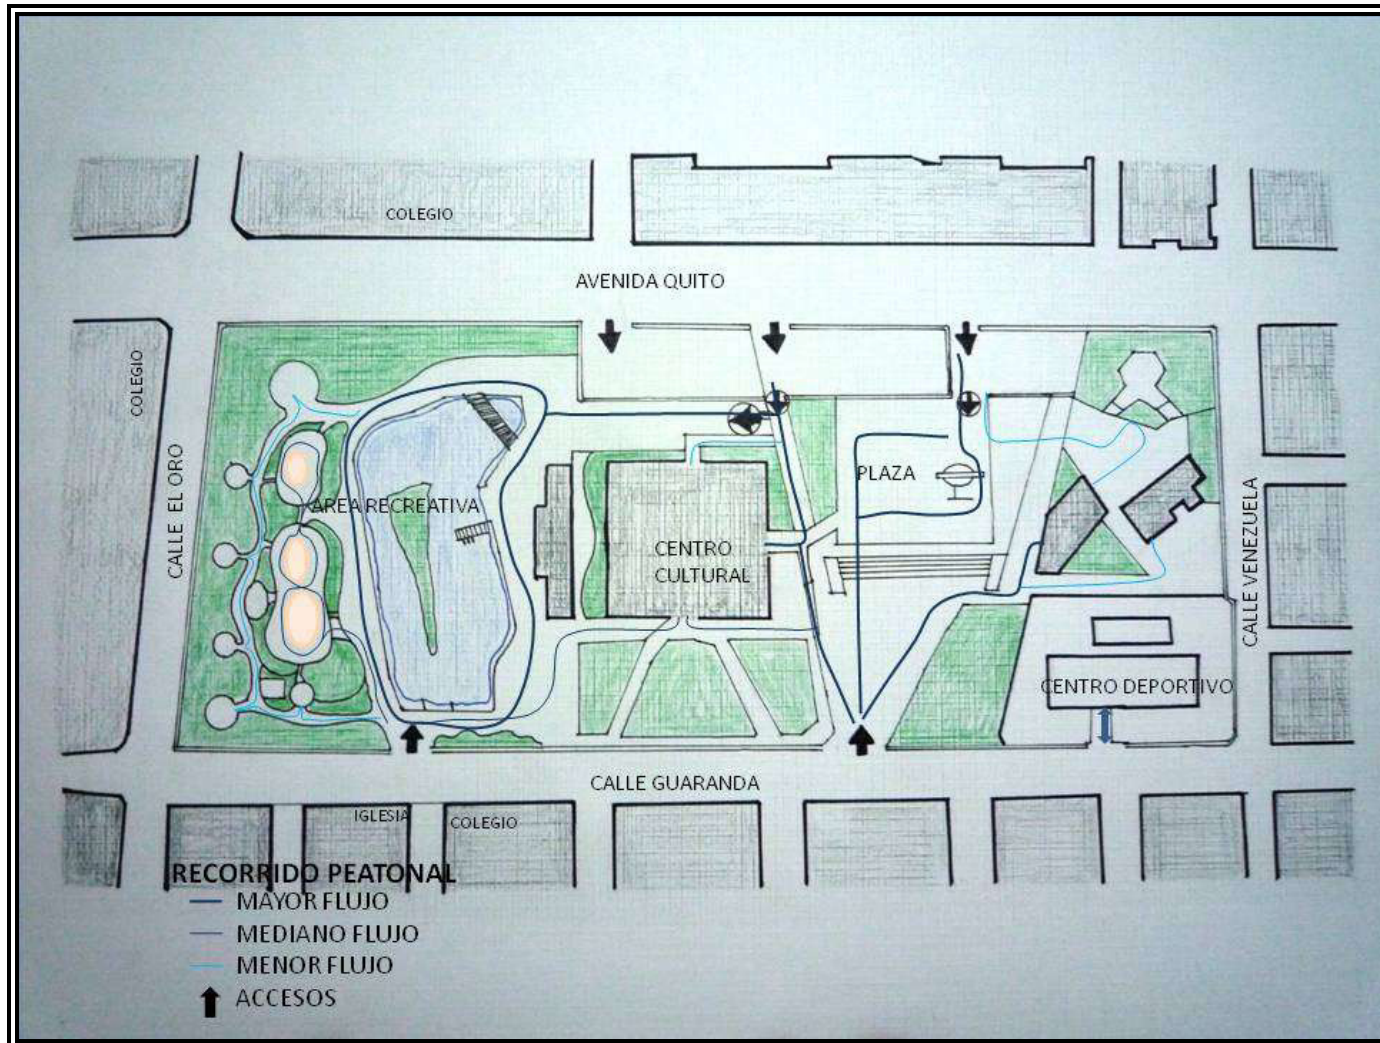 COLEGIO
AVENIDA QUITO
COLEGIO
CALLE EL ORO
AREA RECREATIVA
PLAZA
CENTRO
CULTURAL
CALLE VENEZUELA
CENTRO DEPORTIVO
CALLE GUARANDA
IGLESIA
COLEGIO
RECORRIDO PEATONAL
MAYOR FLUJO
MEDIANO FLUJO
MENOR FLUJO
ACCESOS